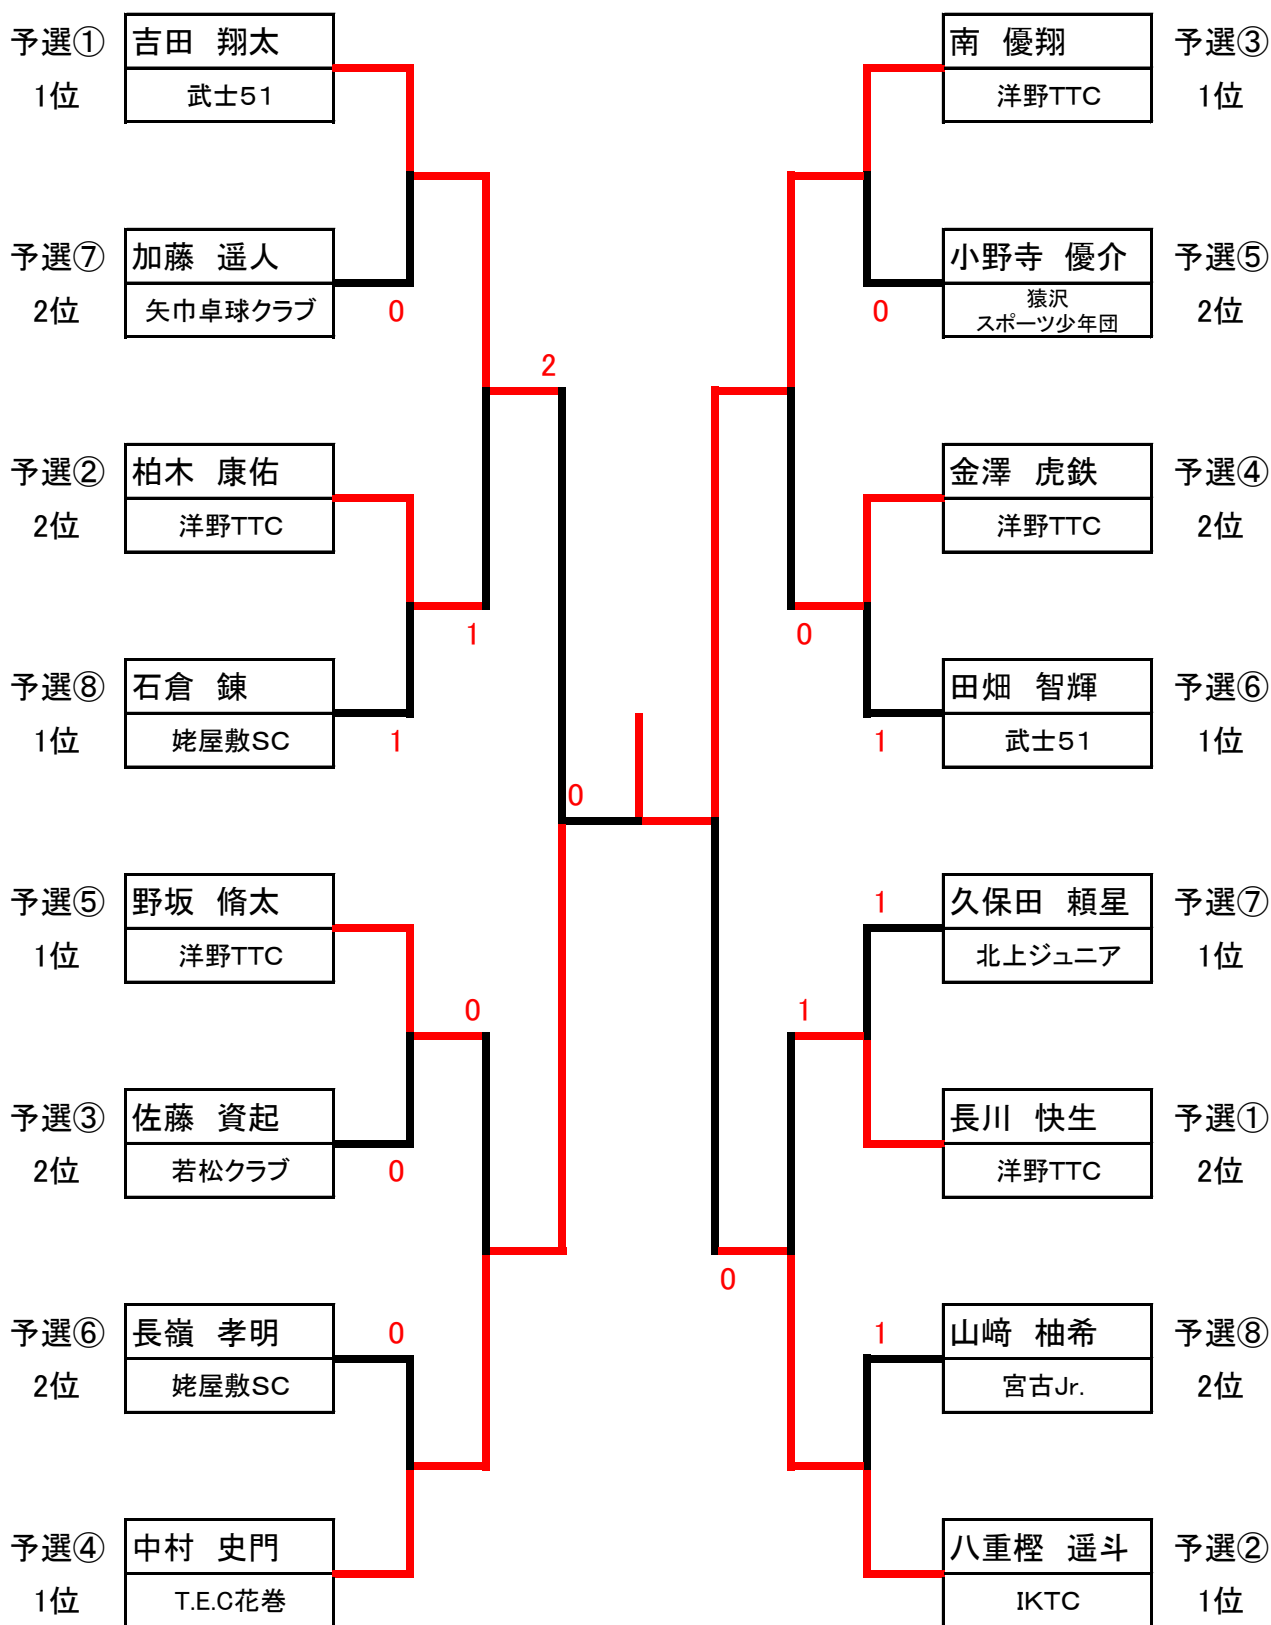 予選① 吉田 翔太
1位 武士51
予選⑦ 加藤 遥人
2位 矢巾卓球クラブ 0
2
予選② 柏木 康佑
2位 洋野TTC
1
予選⑧ 石倉 錬
1位 姥屋敷SC 1
0
予選⑤ 野坂 脩太
1位 洋野TTC
0
予選③ 佐藤 資起
2位 若松クラブ 0
予選⑥ 長嶺 孝明 0
2位 姥屋敷SC
予選④ 中村 史門
1位 T.E.C花巻
南 優翔 予選③
洋野TTC 1位
小野寺 優介 予選⑤
猿沢
スポーツ少年団
0 2位
金澤 虎鉄 予選④
洋野TTC 2位
0
田畑 智輝 予選⑥
1 武士51 1位
1 久保田 頼星 予選⑦
北上ジュニア 1位
1
長川 快生 予選①
洋野TTC 2位
0
1 山﨑 柚希 予選⑧
宮古Jr. 2位
八重樫 遥斗 予選②
IKTC 1位